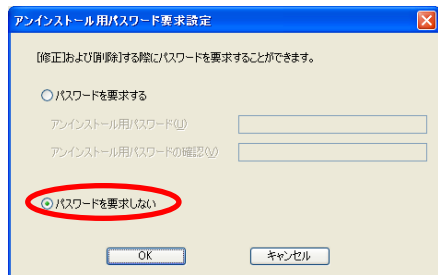 アンインストール用パスワード要求設定
[修正]および[削除]する際にパスワードを要求することができます。
パスワードを要求する
アンインストール用パスワード(U)
アンインストール用パスワードの確認(V)
パスワードを要求しない
OK
キャンセル